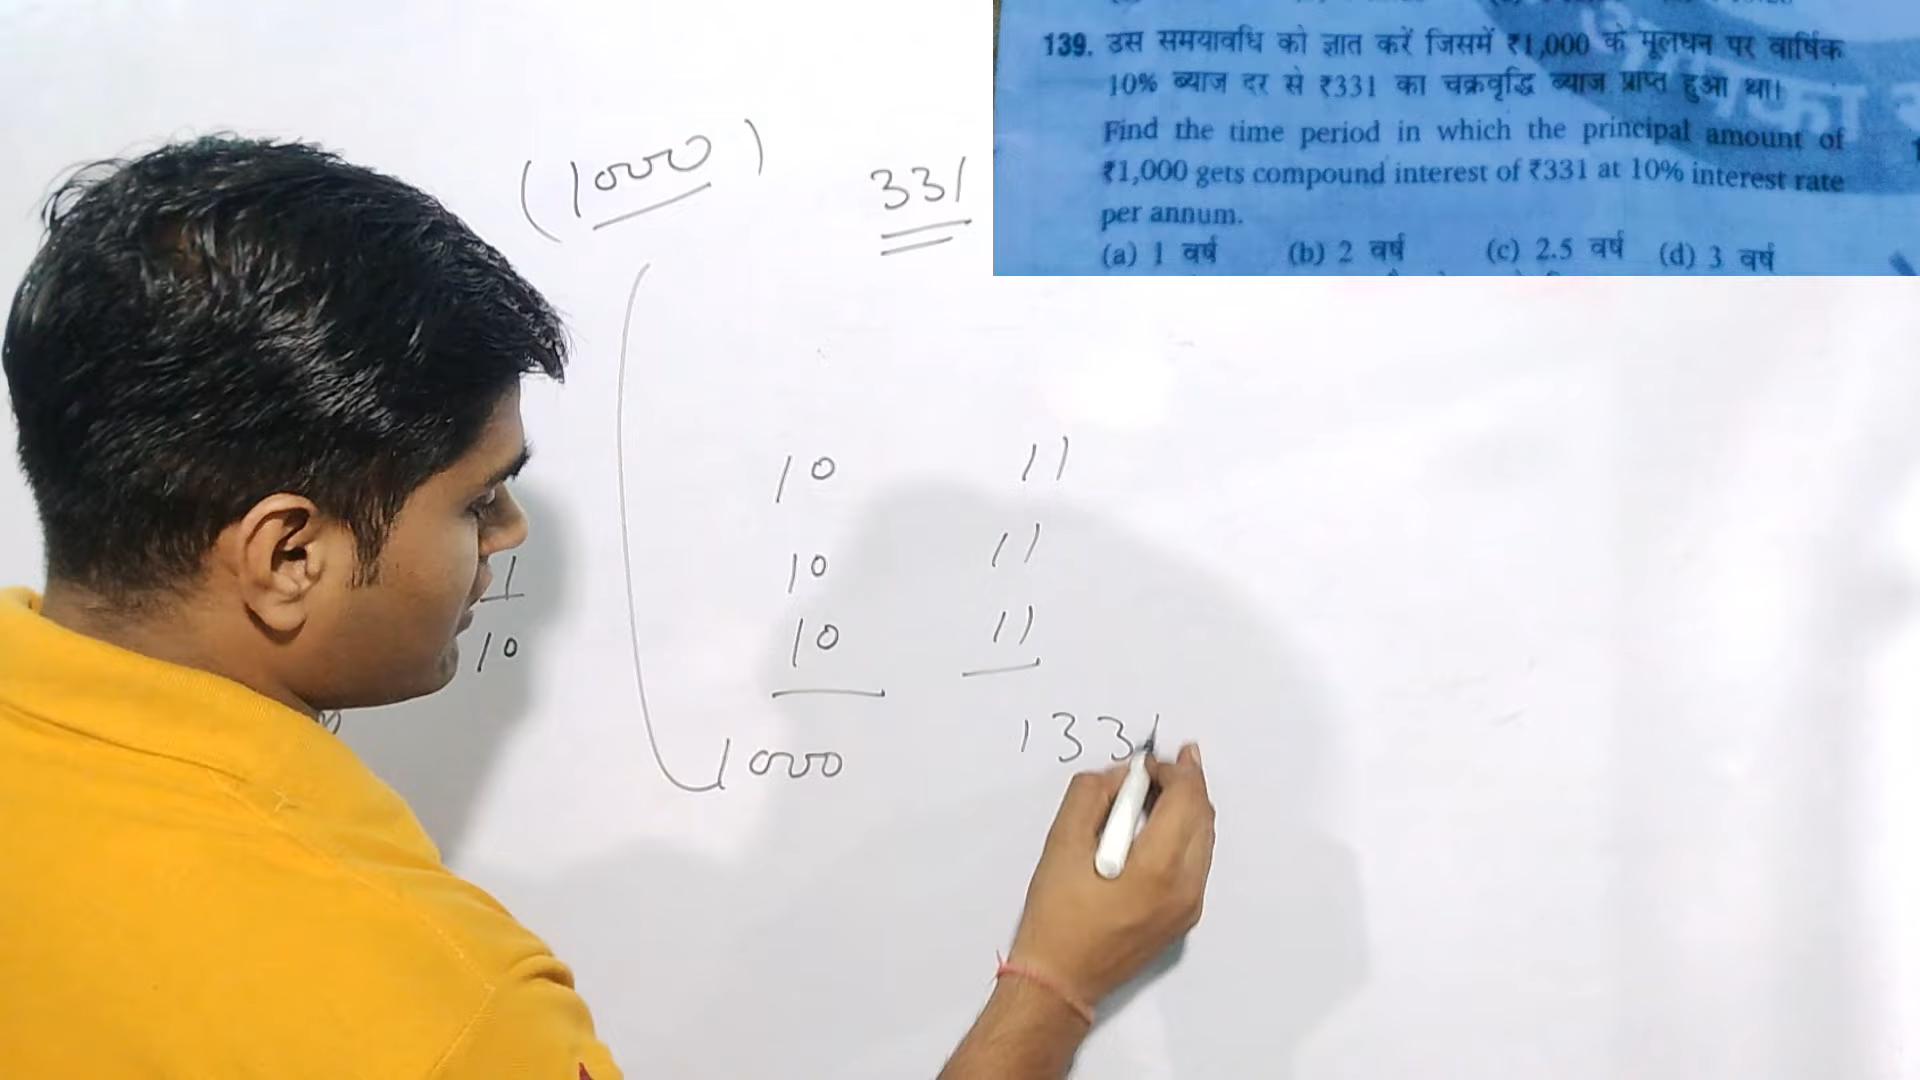 139. उस समयावधि को ज्ञात करें जिसमें ₹1,000 के मूलधन पर वार्षिक
10% ब्याज दर से ₹331 का चक्रवृद्धि ब्याज प्राप्त हुआ था।
Find the time period in which the principal amount of
₹1,000 gets compound interest of ₹331 at 10% interest rate
per annum.
(a) 1 वर्ष (b) 2 वर्ष (c) 2.5 वर्ष (d) 3 वर्ष
(1000) 331
10 11
10 11
10 11
1000 1331
1
10